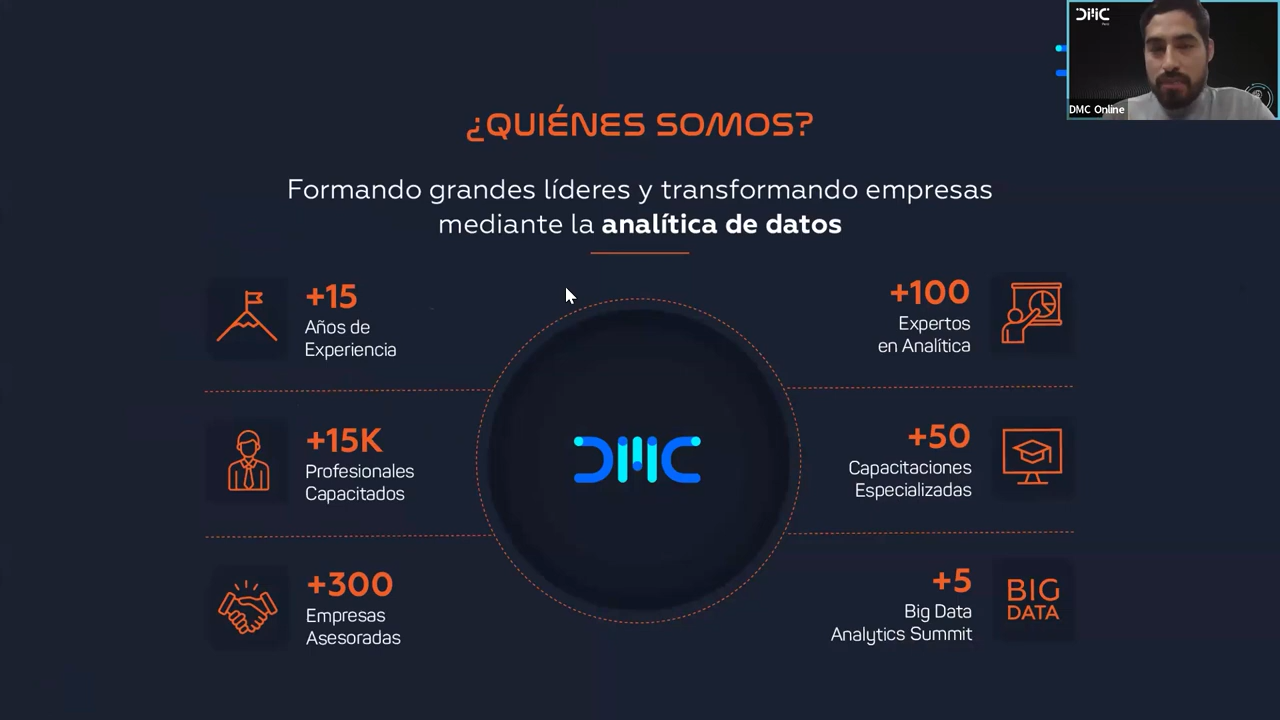 DMC
DMC Online
¿QUIÉNES SOMOS?
Formando grandes líderes y transformando empresas
mediante la analítica de datos
+15
Años de
Experiencia
+15K
Profesionales
Capacitados
+300
Empresas
Asesoradas
DMC
+100
Expertos
en Analítica
+50
Capacitaciones
Especializadas
+5
Big Data
Analytics Summit
BIG
DATA